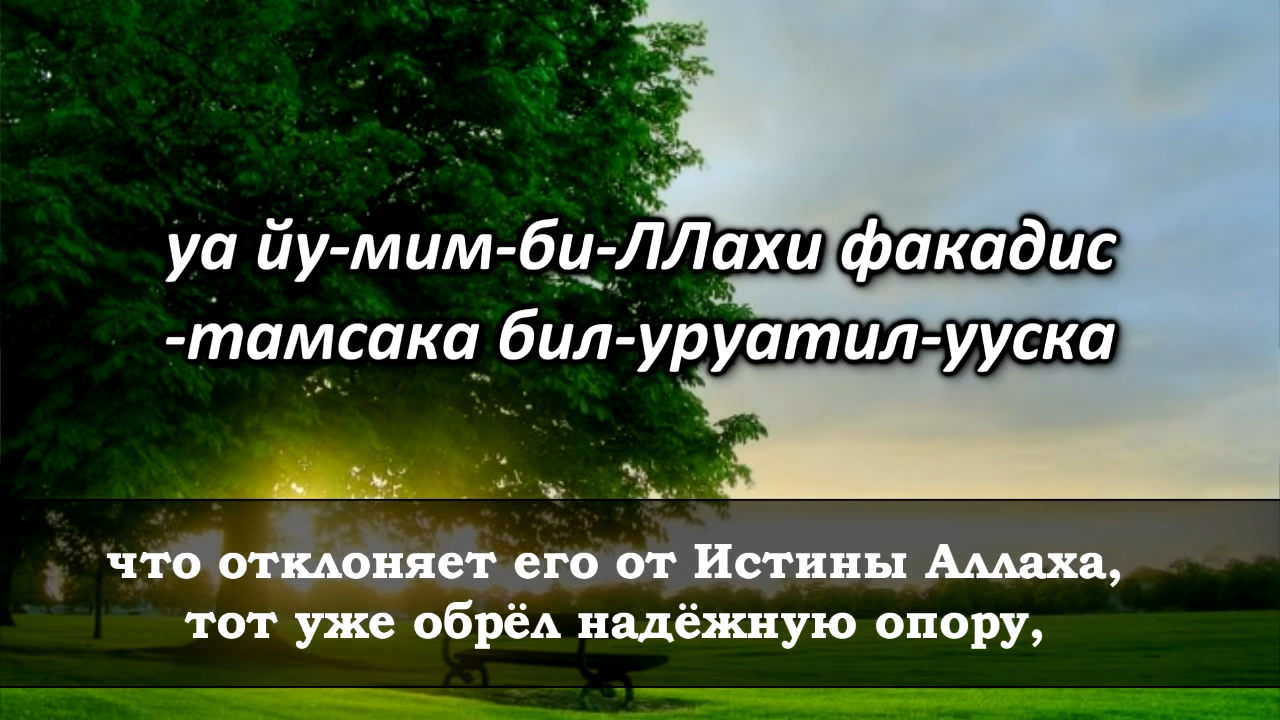 уа йу-мим-би-ЛЛахи факадис
-тамсака бил-уруатил-ууска
что отклоняет его от Истины Аллаха,
тот уже обрёл надёжную опору,